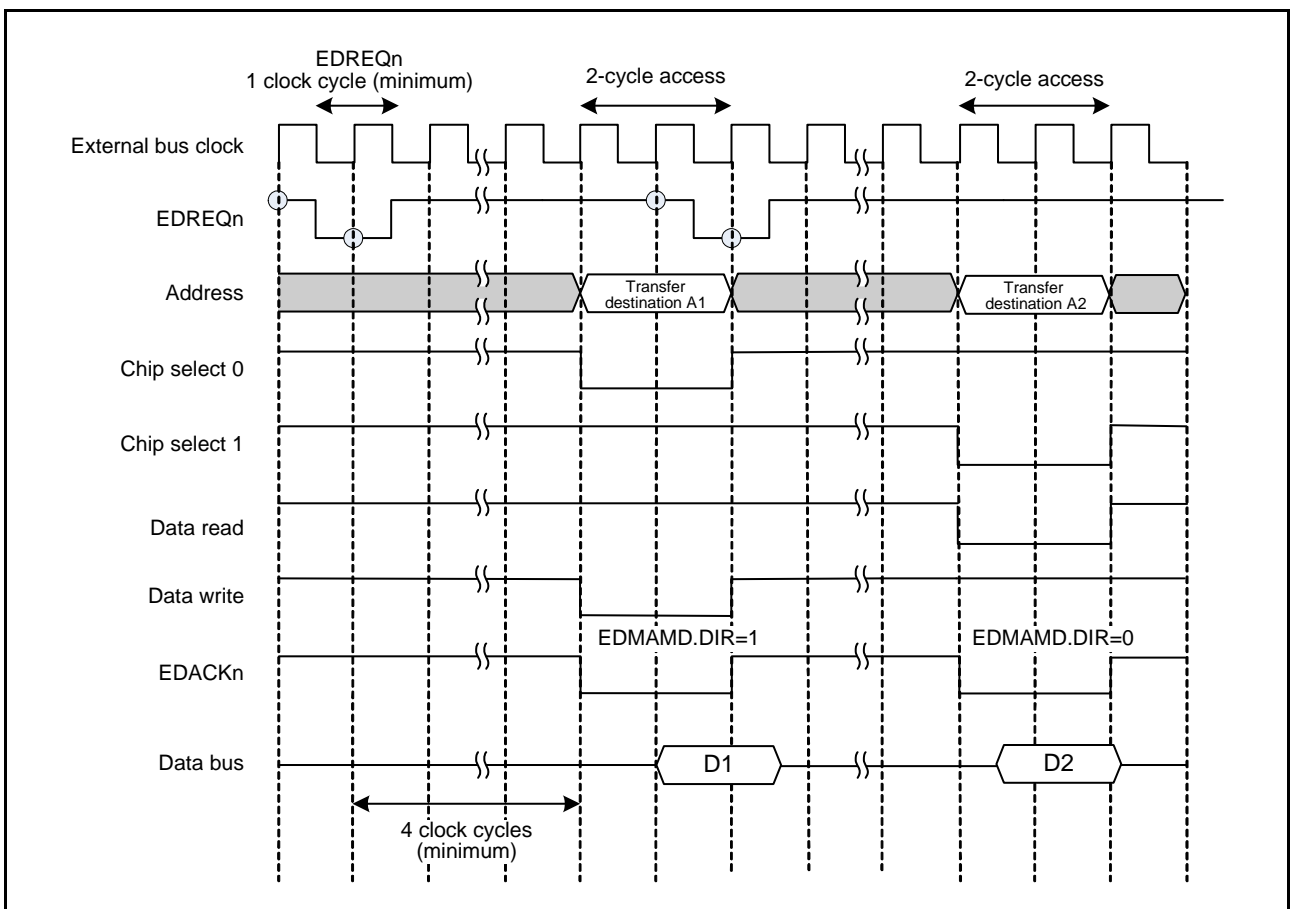 EDREQn
1 clock cycle (minimum)
2-cycle access
2-cycle access
External bus clock
EDREQn
Address
Transfer
destination A1
Transfer
destination A2
Chip select 0
Chip select 1
Data read
Data write
EDMAMD.DIR=1
EDMAMD.DIR=0
EDACKn
Data bus
D1
D2
4 clock cycles
(minimum)